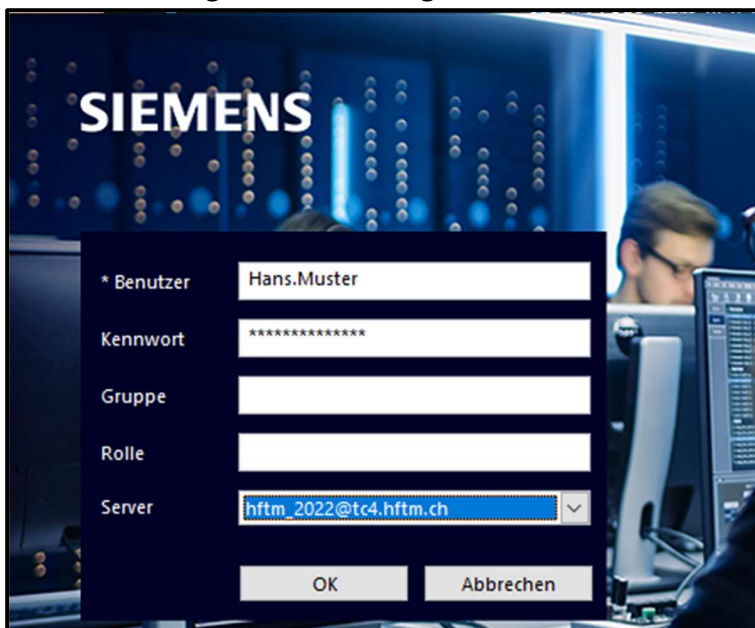 SIEMENS
* Benutzer
Hans.Muster
Kennwort
**************
Gruppe
Rolle
Server
hftm_2022@tc4.hftm.ch
OK
Abbrechen